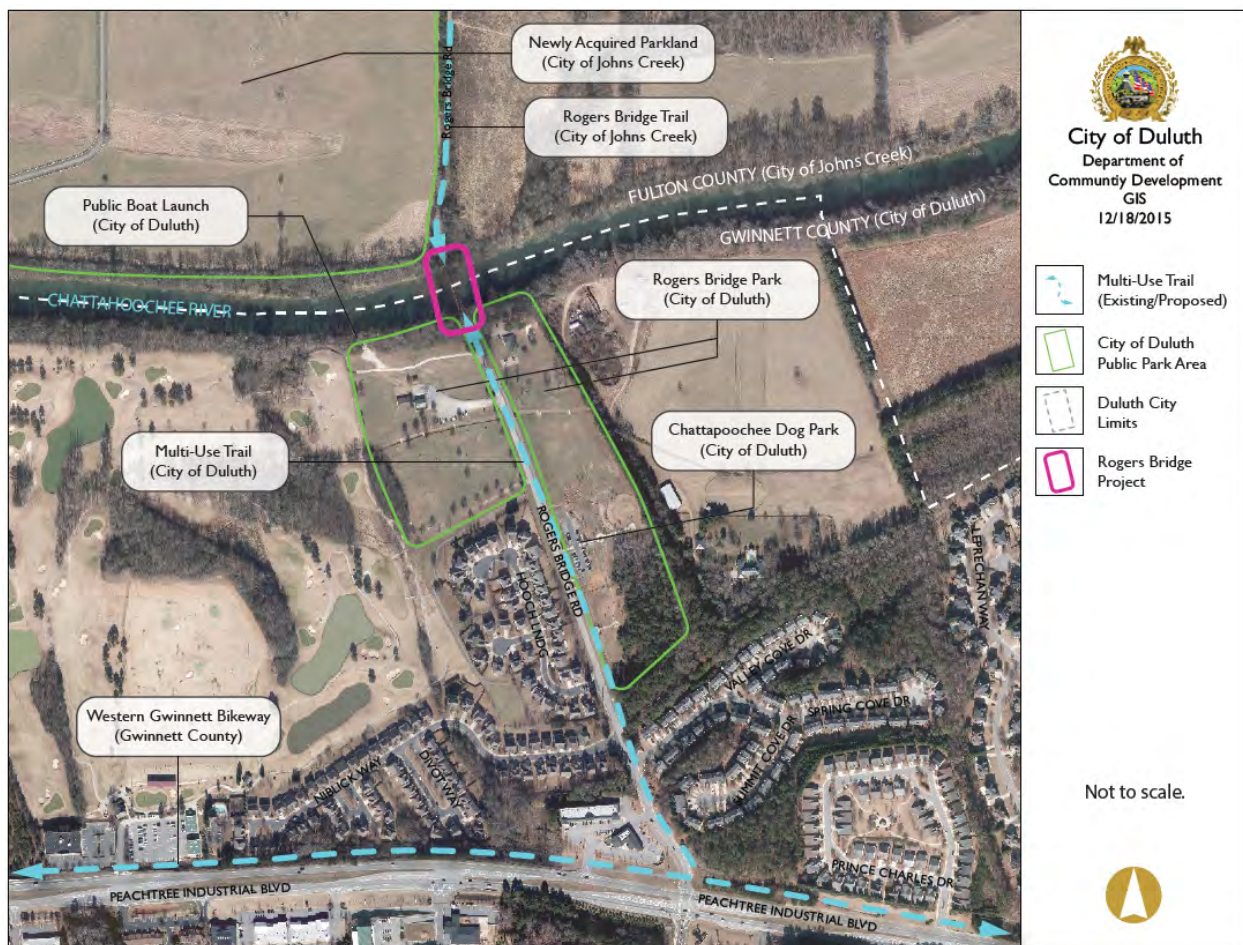 Newly Acquired Parkland
(City of Johns Creek)
Rogers Bridge Rd
Rogers Bridge Trail
(City of Johns Creek)
Public Boat Launch
(City of Duluth)
FULTON COUNTY (City of Johns Creek)
GWINNETT COUNTY (City of Duluth)
CHATTAHOOCHEE RIVER
Rogers Bridge Park
(City of Duluth)
Multi-Use Trail
(City of Duluth)
Chattapoochee Dog Park
(City of Duluth)
ROGERS BRIDGE RD
HOOCH LNDG
LEPRECHAN WAY
VALLEY COVE DR
SPRING COVE DR
SUMMIT COVE DR
Western Gwinnett Bikeway
(Gwinnett County)
NIBLICK WAY
DIVOT WAY
PRINCE CHARLES DR
PEACHTREE INDUSTRIAL BLVD
PEACHTREE INDUSTRIAL BLVD
City of Duluth
Department of
Communtiy Development
GIS
12/18/2015
Multi-Use Trail
(Existing/Proposed)
City of Duluth
Public Park Area
Duluth City
Limits
Rogers Bridge
Project
Not to scale.